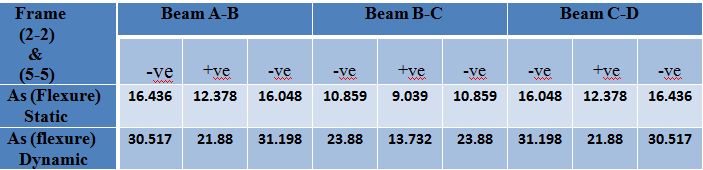 Frame (2-2) & (5-5) Beam A-B Beam B-C Beam C-D
-ve +ve -ve -ve +ve -ve -ve +ve -ve
As (Flexure) Static 16.436 12.378 16.048 10.859 9.039 10.859 16.048 12.378 16.436
As (flexure) Dynamic 30.517 21.88 31.198 23.88 13.732 23.88 31.198 21.88 30.517